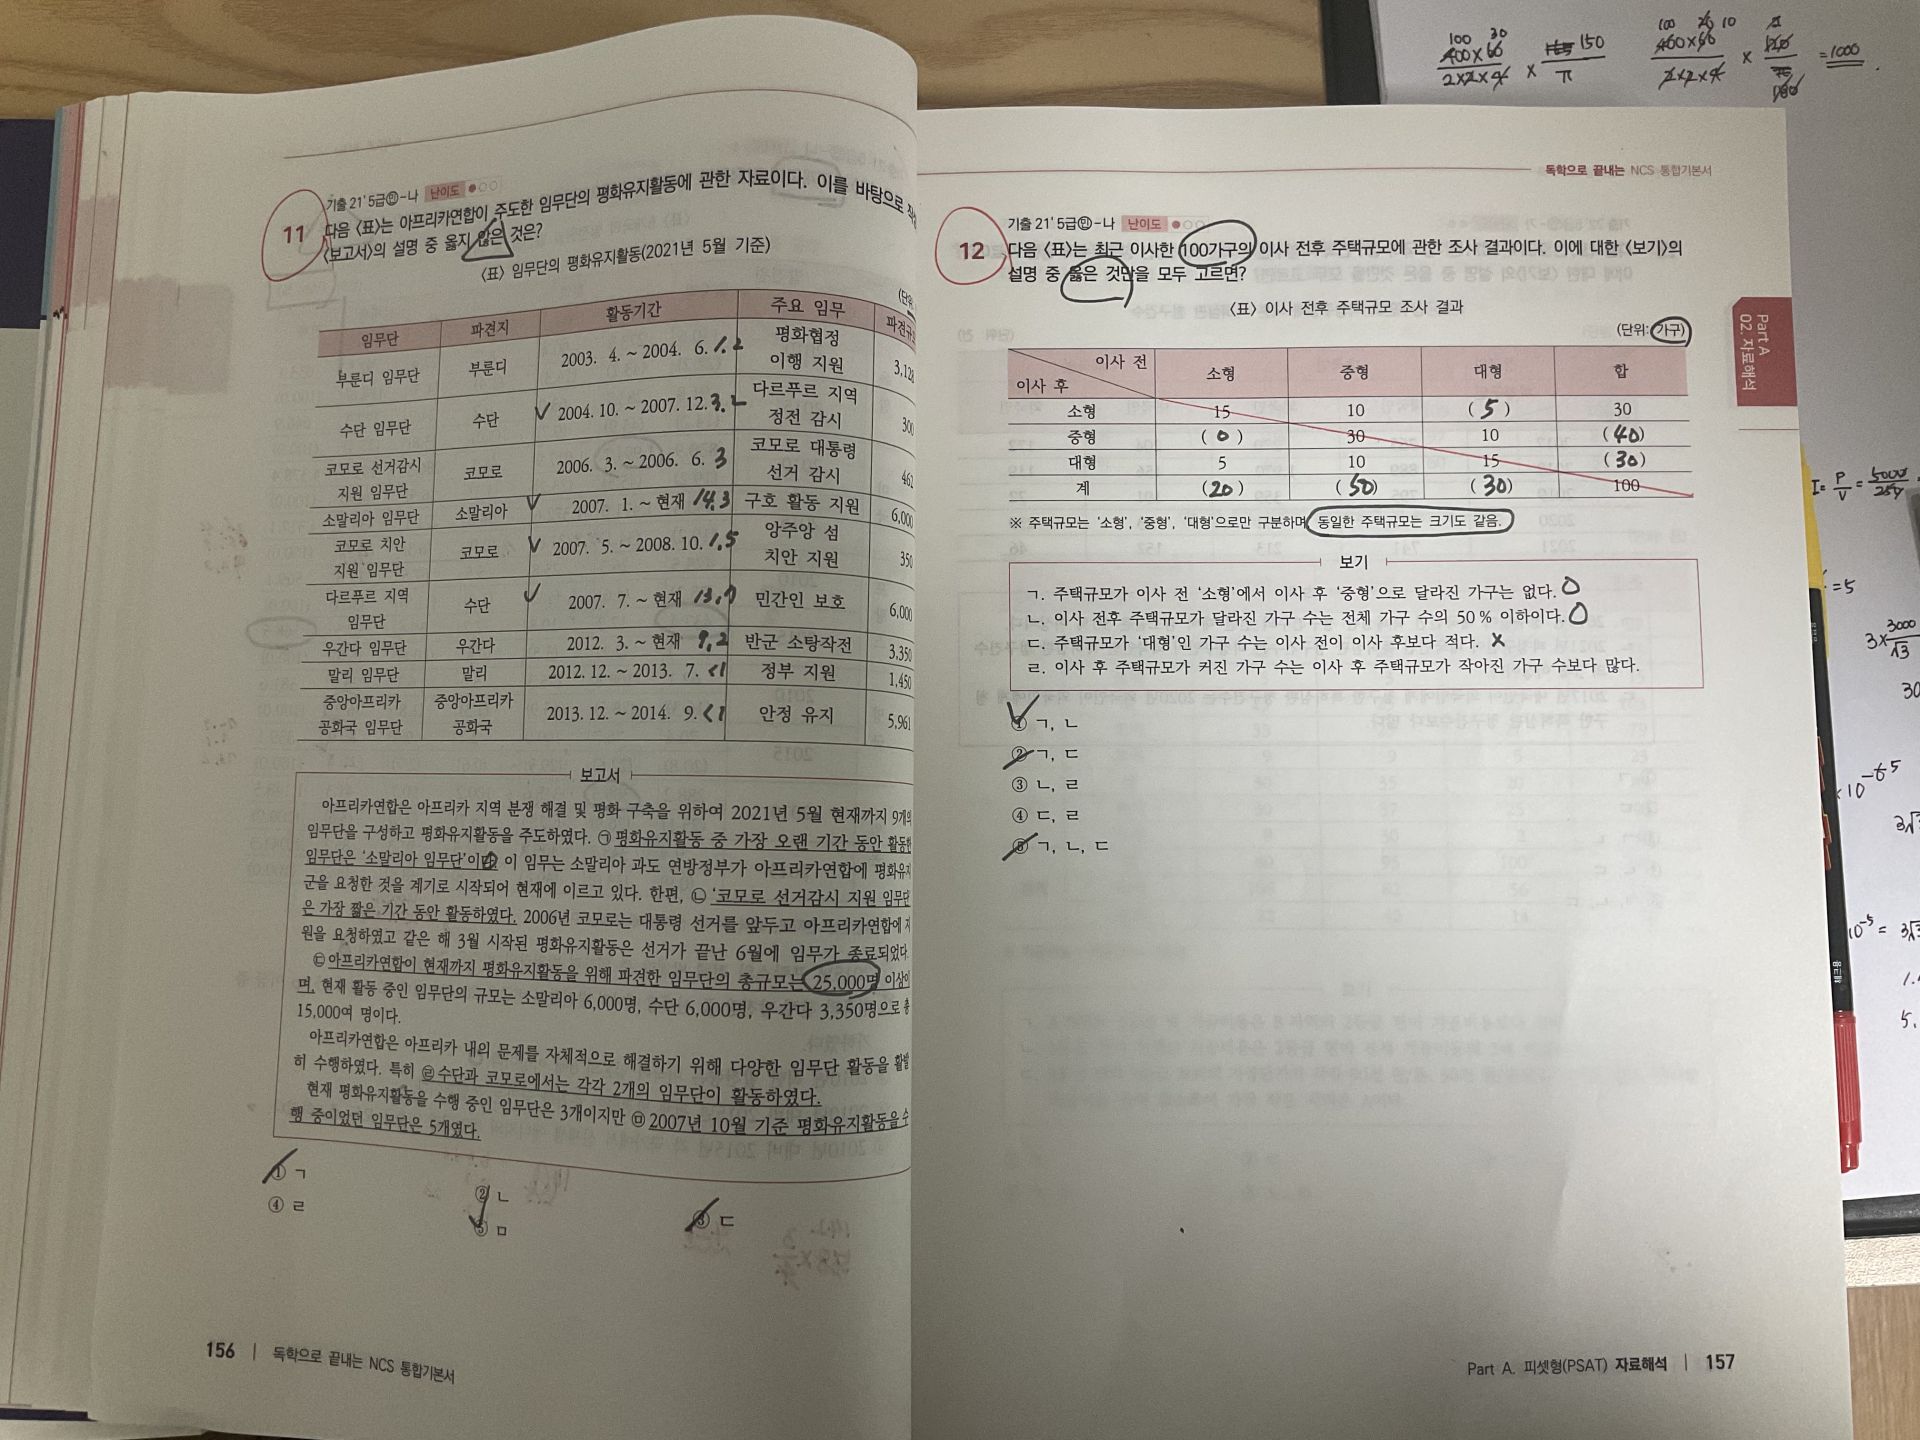 기출 21' 5급㉠-나 난이도 ●○○
11 다음 <표>는 아프리카연합이 주도한 임무단의 평화유지활동에 관한 자료이다. 이를 바탕으로
<보고서>의 설명 중 옳지 않은 것은?
<표> 임무단의 평화유지활동(2021년 5월 기준)
임무단 파견지 활동기간 주요 임무
부룬디 임무단 부룬디 2003. 4. ~ 2004. 6. 1.2 평화협정 이행 지원 3,128
수단 임무단 수단 2004. 10. ~ 2007. 12. 3.2 다르푸르 지역 정전 감시 300
코모로 선거감시 지원 임무단 코모로 2006. 3. ~ 2006. 6. 3 코모로 대통령 선거 감시 462
소말리아 임무단 소말리아 2007. 1. ~ 현재 14.3 구호 활동 지원 6,000
코모로 치안 지원 임무단 코모로 2007. 5. ~ 2008. 10. 1.5 앙주앙 섬 치안 지원 350
다르푸르 지역 임무단 수단 2007. 7. ~ 현재 민간인 보호 6,000
우간다 임무단 우간다 2012. 3. ~ 현재 9.2 반군 소탕작전 3,350
말리 임무단 말리 2012. 12. ~ 2013. 7. <1 정부 지원 1,450
중앙아프리카 공화국 임무단 중앙아프리카 공화국 2013. 12. ~ 2014. 9. <1 안정 유지 5,961
보고서
아프리카연합은 아프리카 지역 분쟁 해결 및 평화 구축을 위하여 2021년 5월 현재까지 9개의
임무단을 구성하고 평화유지활동을 주도하였다. ㉠ 평화유지활동 중 가장 오랜 기간 동안 활동한
임무단은 '소말리아 임무단'이다. 이 임무는 소말리아 과도 연방정부가 아프리카연합에 평화유지
군을 요청한 것을 계기로 시작되어 현재에 이르고 있다. 한편, ㉡ '코모로 선거감시 지원 임무단'
은 가장 짧은 기간 동안 활동하였다. 2006년 코모로는 대통령 선거를 앞두고 아프리카연합에 지
원을 요청하였고 같은 해 3월 시작된 평화유지활동은 선거가 끝난 6월에 임무가 종료되었다.
㉢ 아프리카연합이 현재까지 평화유지활동을 위해 파견한 임무단의 총규모는 25,000명 이상이
며, 현재 활동 중인 임무단의 규모는 소말리아 6,000명, 수단 6,000명, 우간다 3,350명으로 총
15,000여 명이다.
아프리카연합은 아프리카 내의 문제를 자체적으로 해결하기 위해 다양한 임무단 활동을 활발
히 수행하였다. 특히 ㉣ 수단과 코모로에서는 각각 2개의 임무단이 활동하였다.
현재 평화유지활동을 수행 중인 임무단은 3개이지만 ㉤ 2007년 10월 기준 평화유지활동을 수
행 중이었던 임무단은 5개였다.
① ㄱ ② ㄴ ③ ㄷ
④ ㄹ ⑤ ㅁ
156 | 독학으로 끝내는 NCS 통합기본서
독학으로 끝내는 NCS 통합기본서
기출 21' 5급㉠-나 난이도 ●○○
12 다음 <표>는 최근 이사한 100가구의 이사 전후 주택규모에 관한 조사 결과이다. 이에 대한 <보기>의
설명 중 옳은 것만을 모두 고르면?
<표> 이사 전후 주택규모 조사 결과
(단위: 가구)
이사 전 이사 후 소형 중형 대형 합
소형 15 10 ( 5 ) 30
중형 ( 0 ) 30 10 ( 40 )
대형 5 10 15 ( 30 )
계 ( 20 ) ( 50 ) ( 30 ) 100
※ 주택규모는 '소형', '중형', '대형'으로만 구분하며, 동일한 주택규모는 크기도 같음.
보기
ㄱ. 주택규모가 이사 전 '소형'에서 이사 후 '중형'으로 달라진 가구는 없다. O
ㄴ. 이사 전후 주택규모가 달라진 가구 수는 전체 가구 수의 50 % 이하이다. O
ㄷ. 주택규모가 '대형'인 가구 수는 이사 전이 이사 후보다 적다. X
ㄹ. 이사 후 주택규모가 커진 가구 수는 이사 후 주택규모가 작아진 가구 수보다 많다.
① ㄱ, ㄴ
② ㄱ, ㄷ
③ ㄴ, ㄹ
④ ㄷ, ㄹ
⑤ ㄱ, ㄴ, ㄷ
Part A
02. 자료해석
Part A. 피셋형(PSAT) 자료해석 | 157
=1000
I = P/V = 5000
=5